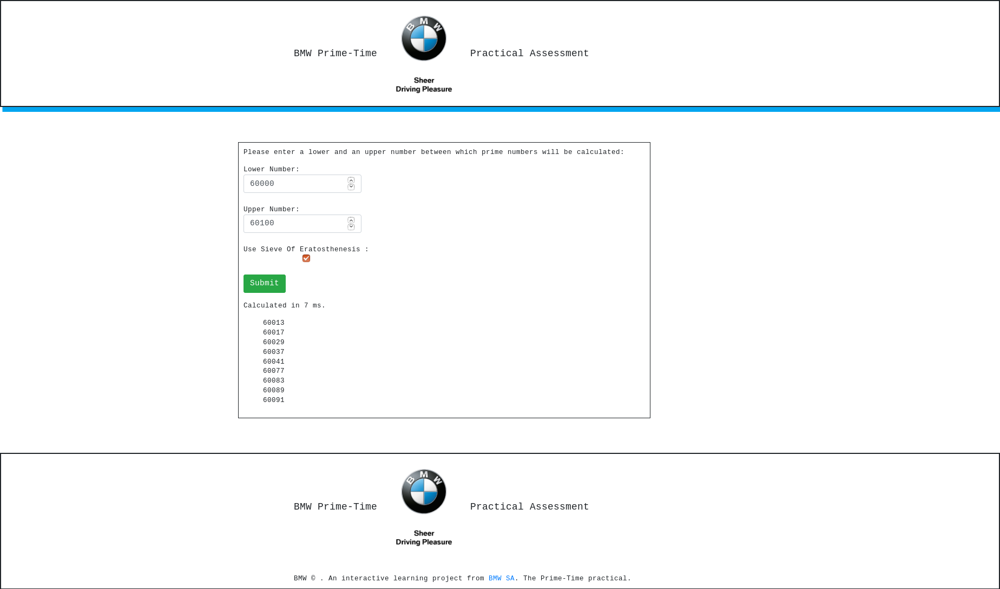 BMW
BMW Prime-Time
Practical Assessment
Sheer
Driving Pleasure
Please enter a lower and an upper number between which prime numbers will be calculated:
Lower Number:
60000
Upper Number:
60100
Use Sieve Of Eratosthenesis :
Submit
Calculated in 7 ms.
60013
60017
60029
60037
60041
60077
60083
60089
60091
BMW
BMW Prime-Time
Practical Assessment
Sheer
Driving Pleasure
BMW © . An interactive learning project from BMW SA. The Prime-Time practical.